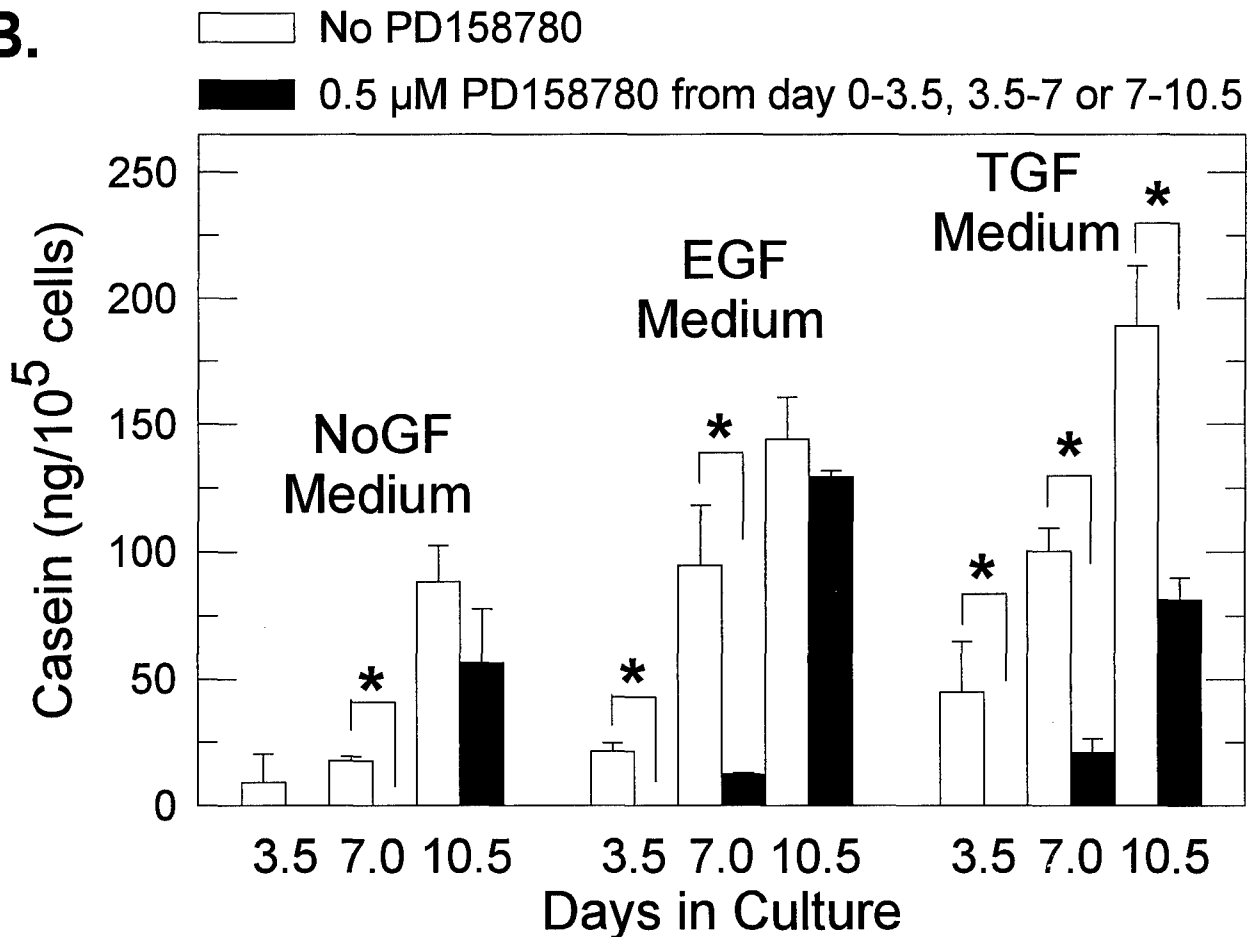 B.
No PD158780
0.5 µM PD158780 from day 0-3.5, 3.5-7 or 7-10.5
Casein (ng/10⁵ cells)
250
200
150
100
50
0
NoGF
Medium
EGF
Medium
TGF
Medium
*
*
*
*
*
*
3.5 7.0 10.5
3.5 7.0 10.5
3.5 7.0 10.5
Days in Culture